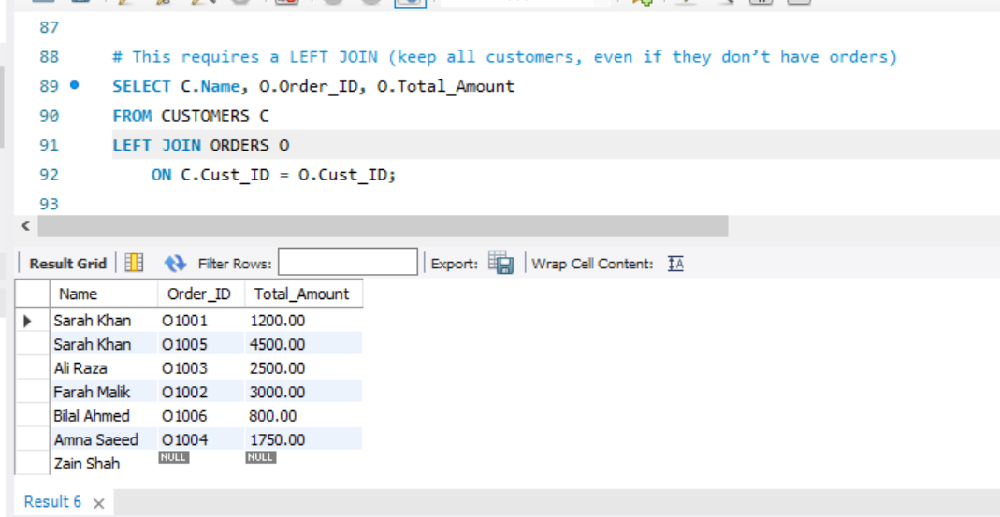 87
88 # This requires a LEFT JOIN (keep all customers, even if they don’t have orders)
89 SELECT C.Name, O.Order_ID, O.Total_Amount
90 FROM CUSTOMERS C
91 LEFT JOIN ORDERS O
92 ON C.Cust_ID = O.Cust_ID;
93
Result Grid Filter Rows: Export: Wrap Cell Content: IA
Name Order_ID Total_Amount
Sarah Khan O1001 1200.00
Sarah Khan O1005 4500.00
Ali Raza O1003 2500.00
Farah Malik O1002 3000.00
Bilal Ahmed O1006 800.00
Amna Saeed O1004 1750.00
Zain Shah NULL NULL
Result 6 ×